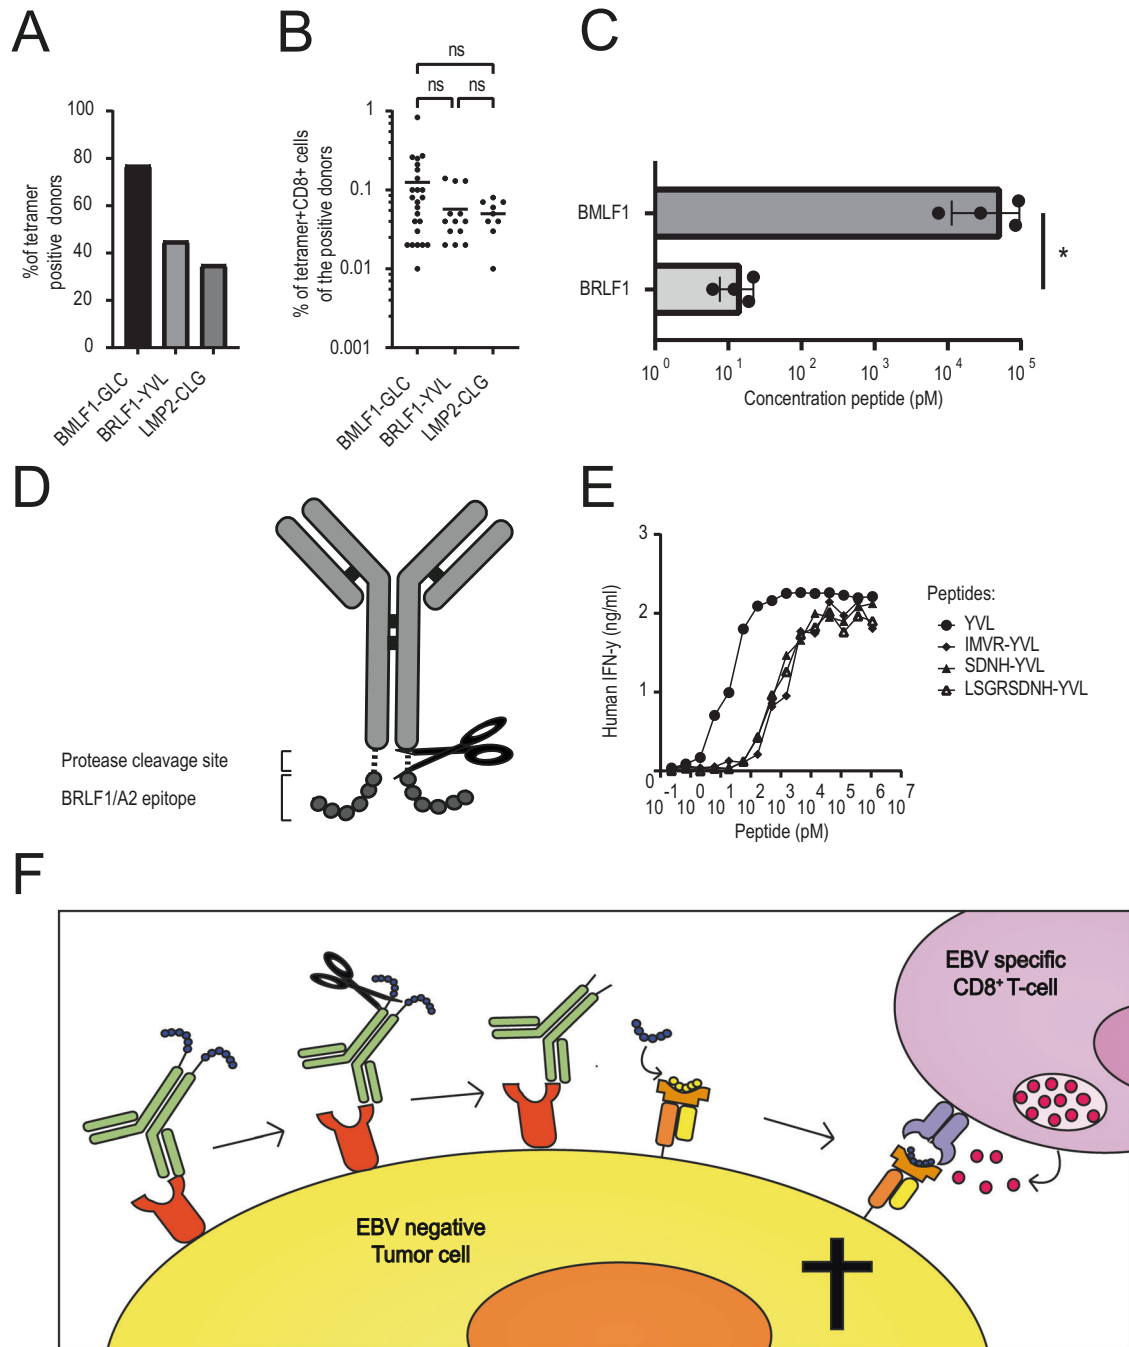 A
%of tetramer
positive donors
100
80
60
40
20
0
BMLF1-GLC
BRLF1-YVL
LMP2-CLG
B
ns
ns
ns
% of tetramer+CD8+ cells
of the positive donors
1
0.1
0.01
0.001
BMLF1-GLC
BRLF1-YVL
LMP2-CLG
C
BMLF1
BRLF1
*
10^0 10^1 10^2 10^3 10^4 10^5
Concentration peptide (pM)
D
Protease cleavage site
BRLF1/A2 epitope
E
Human IFN-y (ng/ml)
3
2
1
0
10^-1 10^0 10^1 10^2 10^3 10^4 10^5 10^6 10^7
Peptide (pM)
Peptides:
YVL
IMVR-YVL
SDNH-YVL
LSGRSDNH-YVL
F
EBV specific
CD8+ T-cell
EBV negative
Tumor cell